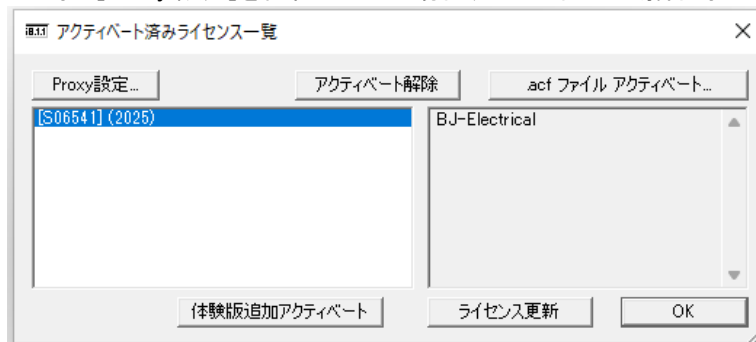 i8.1.1 アクティベート済みライセンス一覧
Proxy設定...
アクティベート解除
.acf ファイル アクティベート...
[S06541] (2025)
BJ-Electrical
体験版追加アクティベート
ライセンス更新
OK